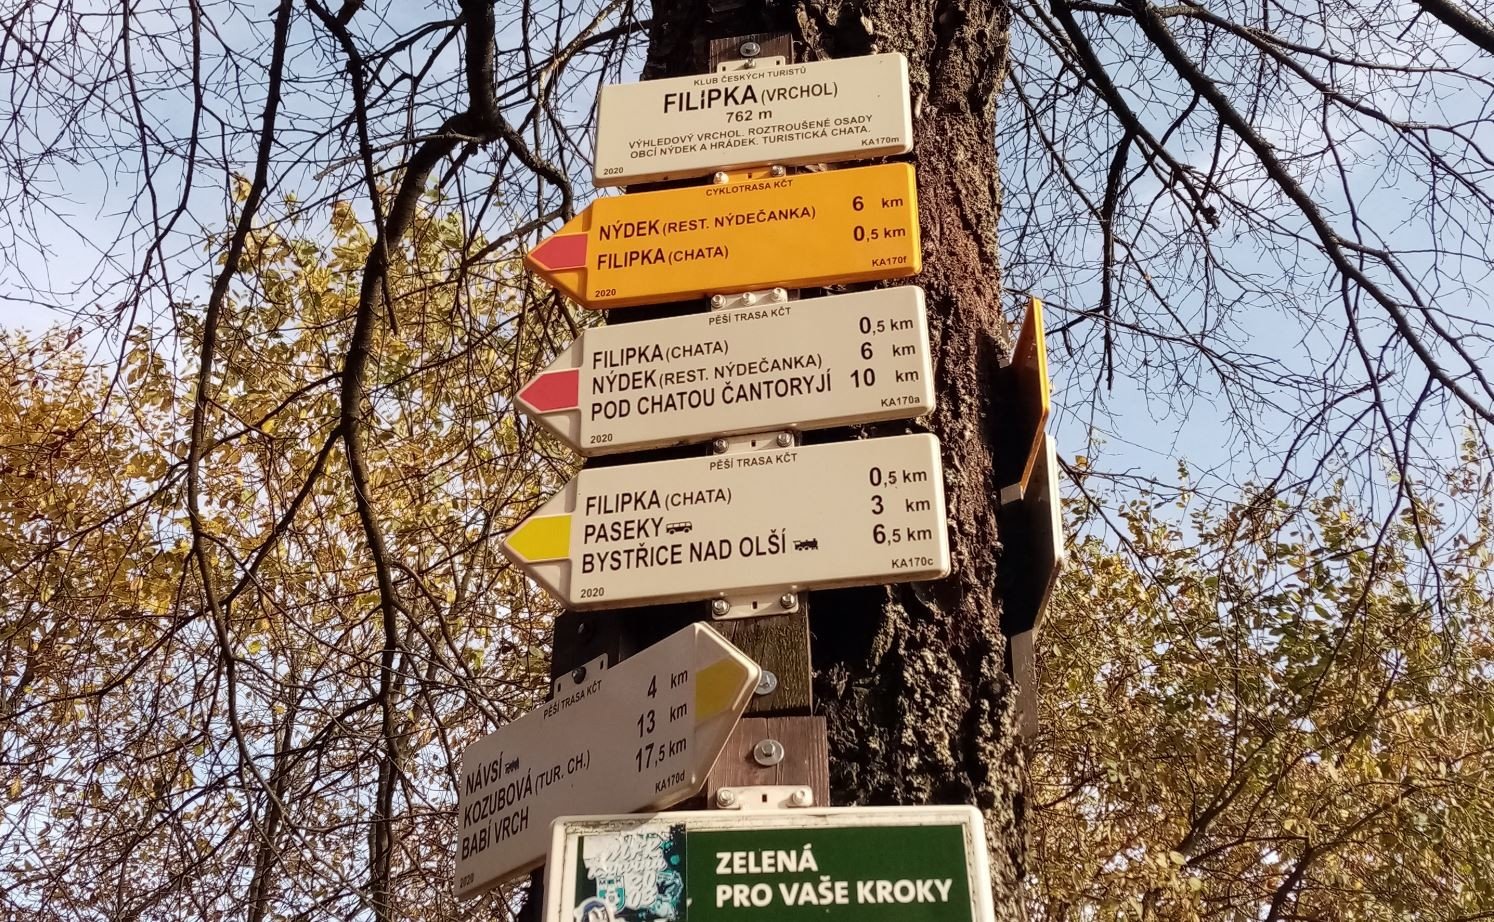 KLUB ČESKÝCH TURISTŮ
FILIPKA (VRCHOL)
762 m
VÝHLEDOVÝ VRCHOL. ROZTROUŠENÉ OSADY
OBCÍ NÝDEK A HRÁDEK. TURISTICKÁ CHATA.
2020 KA170m
CYKLOTRASA KČT
NÝDEK (REST. NÝDEČANKA) 6 km
FILIPKA (CHATA) 0,5 km
2020 KA170f
PĚŠÍ TRASA KČT
FILIPKA (CHATA) 0,5 km
NÝDEK (REST. NÝDEČANKA) 6 km
POD CHATOU ČANTORYJÍ 10 km
2020 KA170a
PĚŠÍ TRASA KČT
FILIPKA (CHATA) 0,5 km
PASEKY 3 km
BYSTŘICE NAD OLŠÍ 6,5 km
2020 KA170c
PĚŠÍ TRASA KČT
NÁVSÍ 4 km
KOZUBOVÁ (TUR. CH.) 13 km
BABÍ VRCH 17,5 km
2020 KA170d
ZELENÁ
PRO VAŠE KROKY